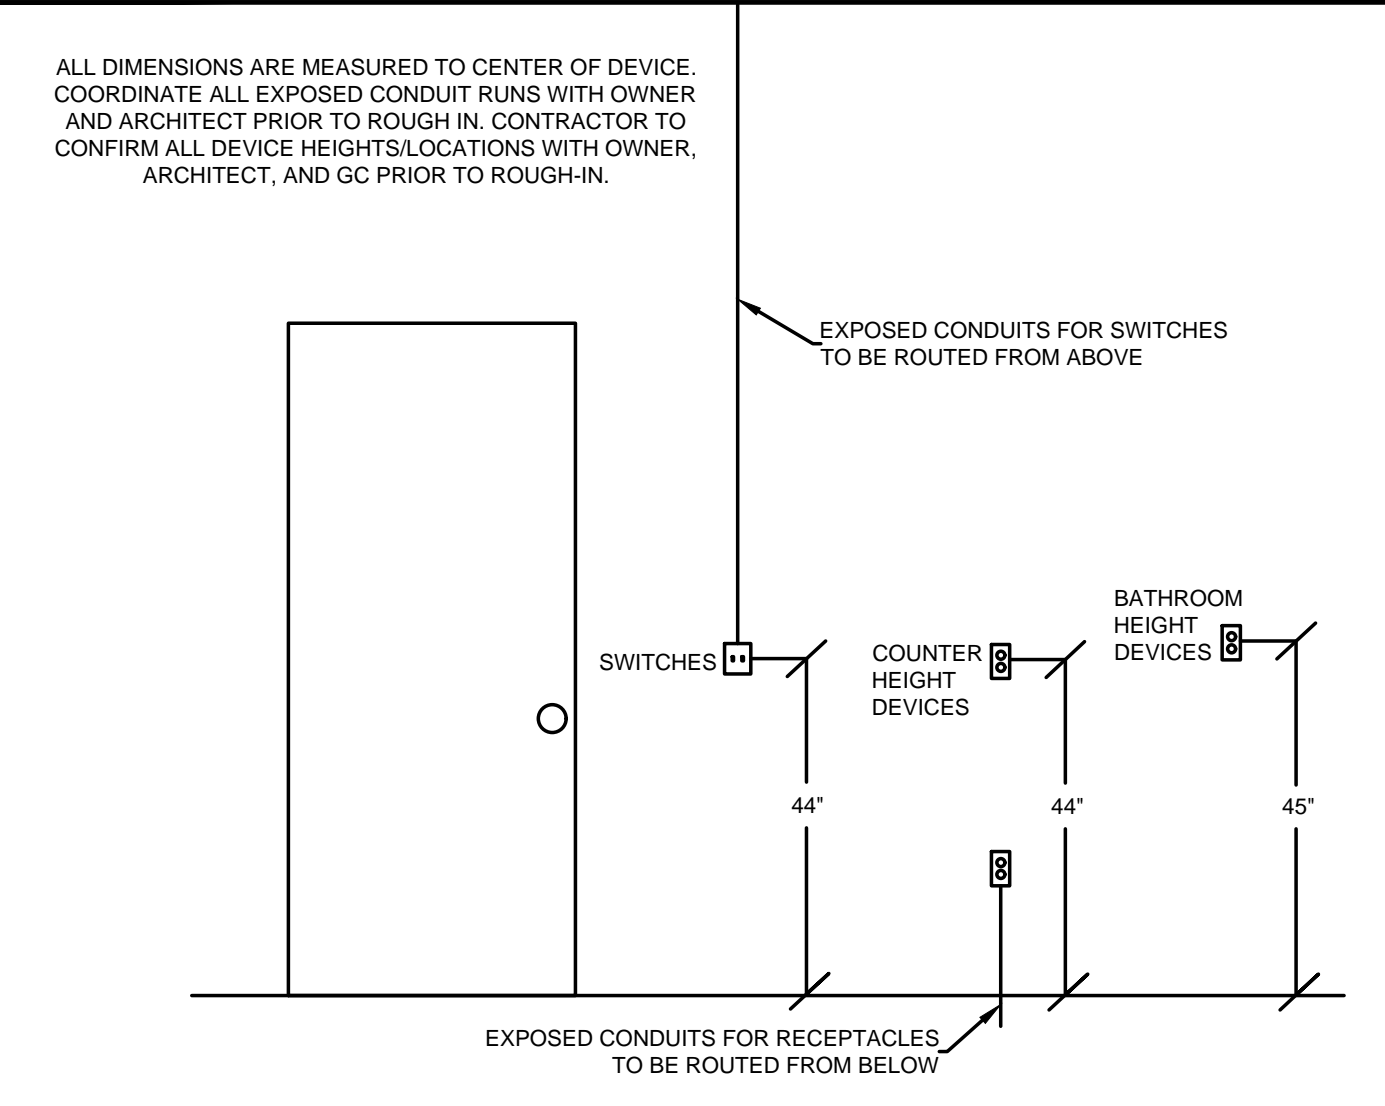 ALL DIMENSIONS ARE MEASURED TO CENTER OF DEVICE.
COORDINATE ALL EXPOSED CONDUIT RUNS WITH OWNER
AND ARCHITECT PRIOR TO ROUGH IN. CONTRACTOR TO
CONFIRM ALL DEVICE HEIGHTS/LOCATIONS WITH OWNER,
ARCHITECT, AND GC PRIOR TO ROUGH-IN.
EXPOSED CONDUITS FOR SWITCHES
TO BE ROUTED FROM ABOVE
SWITCHES
COUNTER
HEIGHT
DEVICES
BATHROOM
HEIGHT
DEVICES
44"
44"
45"
EXPOSED CONDUITS FOR RECEPTACLES
TO BE ROUTED FROM BELOW